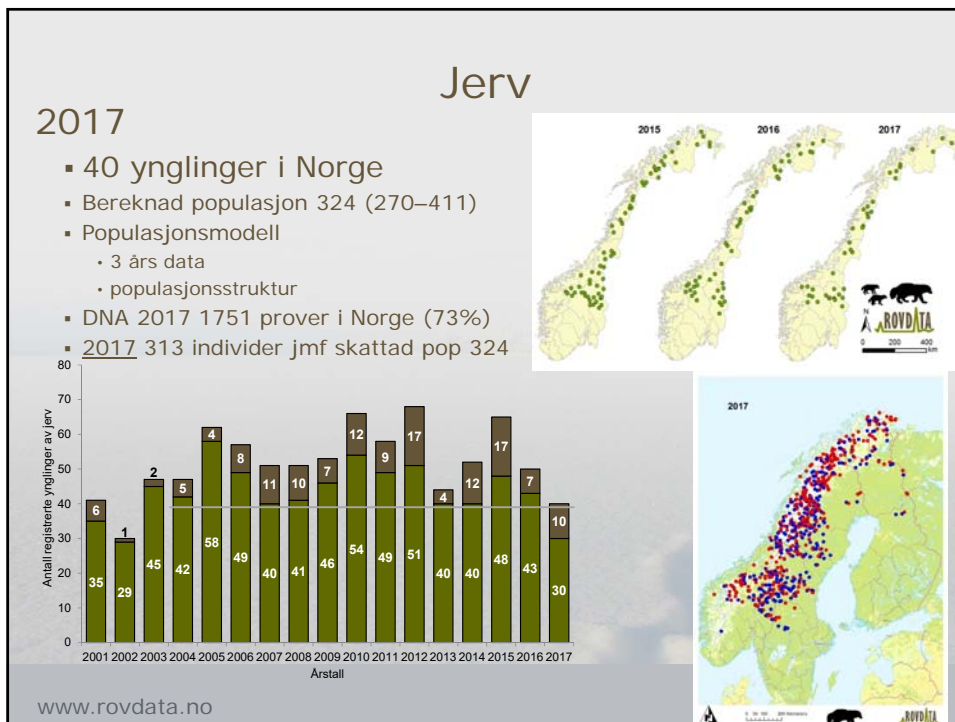 Jerv
2017
▪ 40 ynglinger i Norge
▪ Bereknad populasjon 324 (270–411)
▪ Populasjonsmodell
• 3 års data
• populasjonsstruktur
▪ DNA 2017 1751 prover i Norge (73%)
▪ 2017 313 individer jmf skattad pop 324
2015 2016 2017
N
ROVDATA
0 200 400
km
Antall registrerte ynglinger av jerv
80
70
60
50
40
30
20
10
0
6 1 2 5 4 8 11 10 7 12 9 17 4 12 17 7 10
35 29 45 42 58 49 40 41 46 54 49 51 40 40 48 43 30
2001 2002 2003 2004 2005 2006 2007 2008 2009 2010 2011 2012 2013 2014 2015 2016 2017
Årstall
2017
ROVDATA
www.rovdata.no